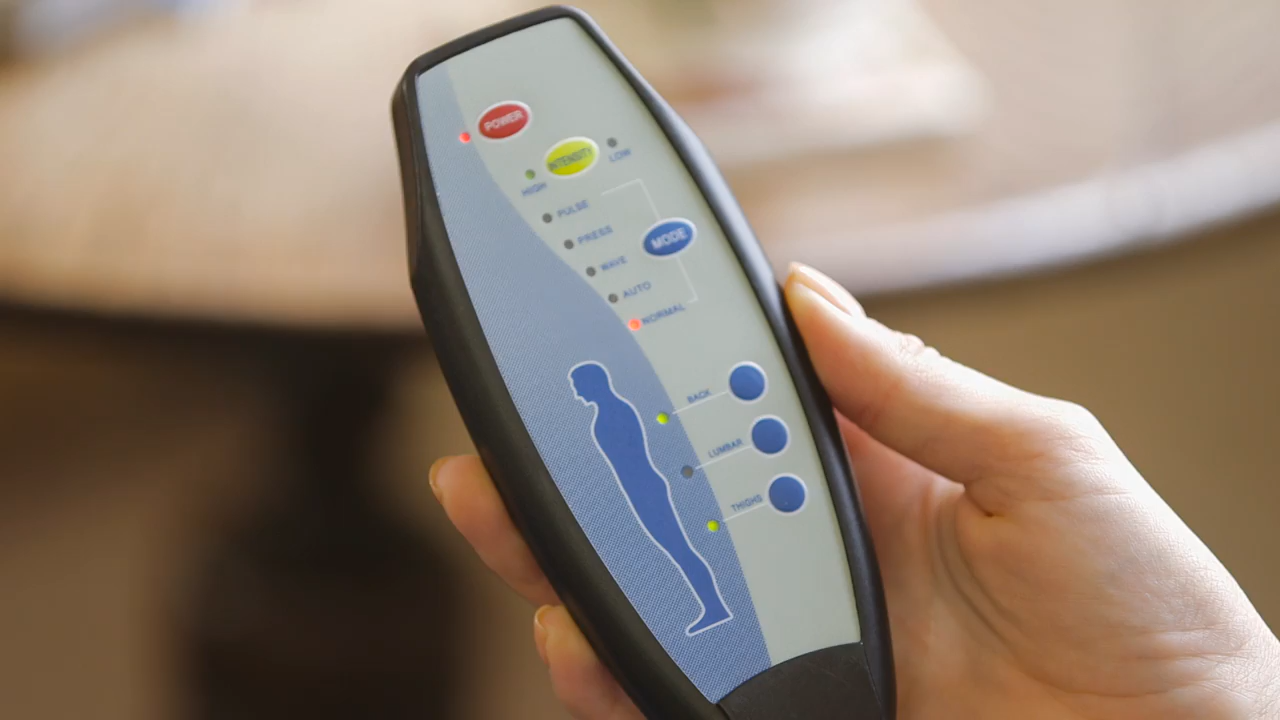 POWER
INTENSITY
LOW
HIGH
PULSE
PRESS
MODE
WAVE
AUTO
NORMAL
BACK
LUMBAR
THIGHS